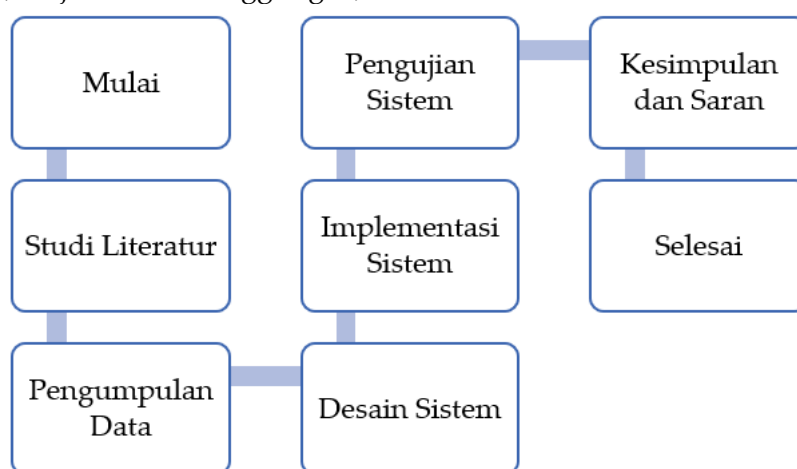 Mulai
Studi Literatur
Pengumpulan
Data
Desain Sistem
Implementasi
Sistem
Pengujian
Sistem
Kesimpulan
dan Saran
Selesai